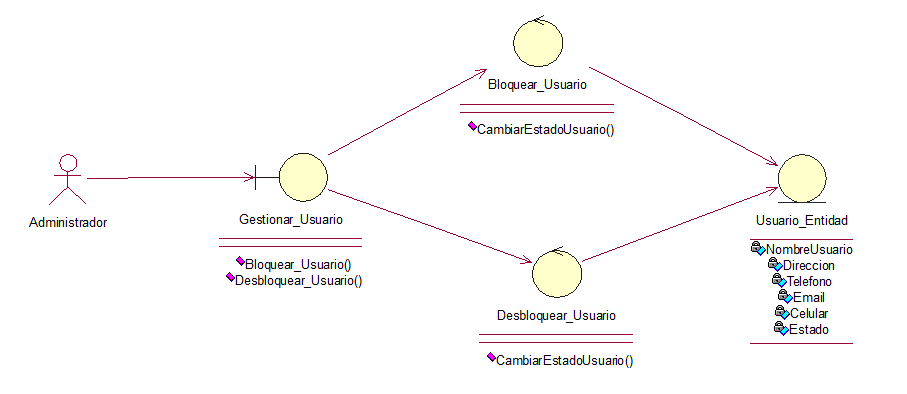 Bloquear_Usuario
CambiarEstadoUsuario()
Administrador
Gestionar_Usuario
Bloquear_Usuario()
Desbloquear_Usuario()
Usuario_Entidad
NombreUsuario
Direccion
Telefono
Email
Celular
Estado
Desbloquear_Usuario
CambiarEstadoUsuario()